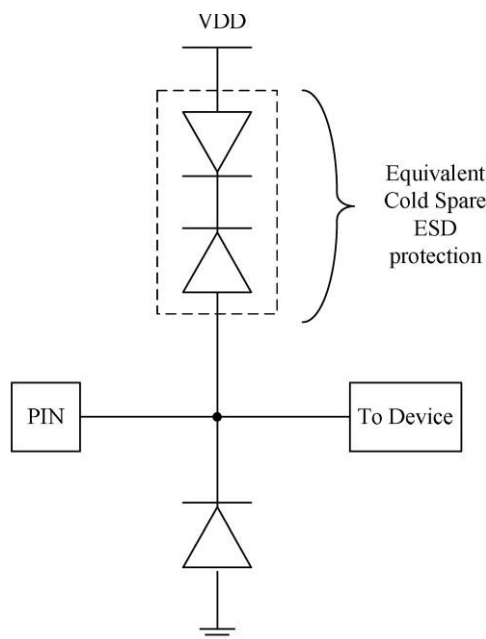 VDD
Equivalent
Cold Spare
ESD
protection
PIN
To Device